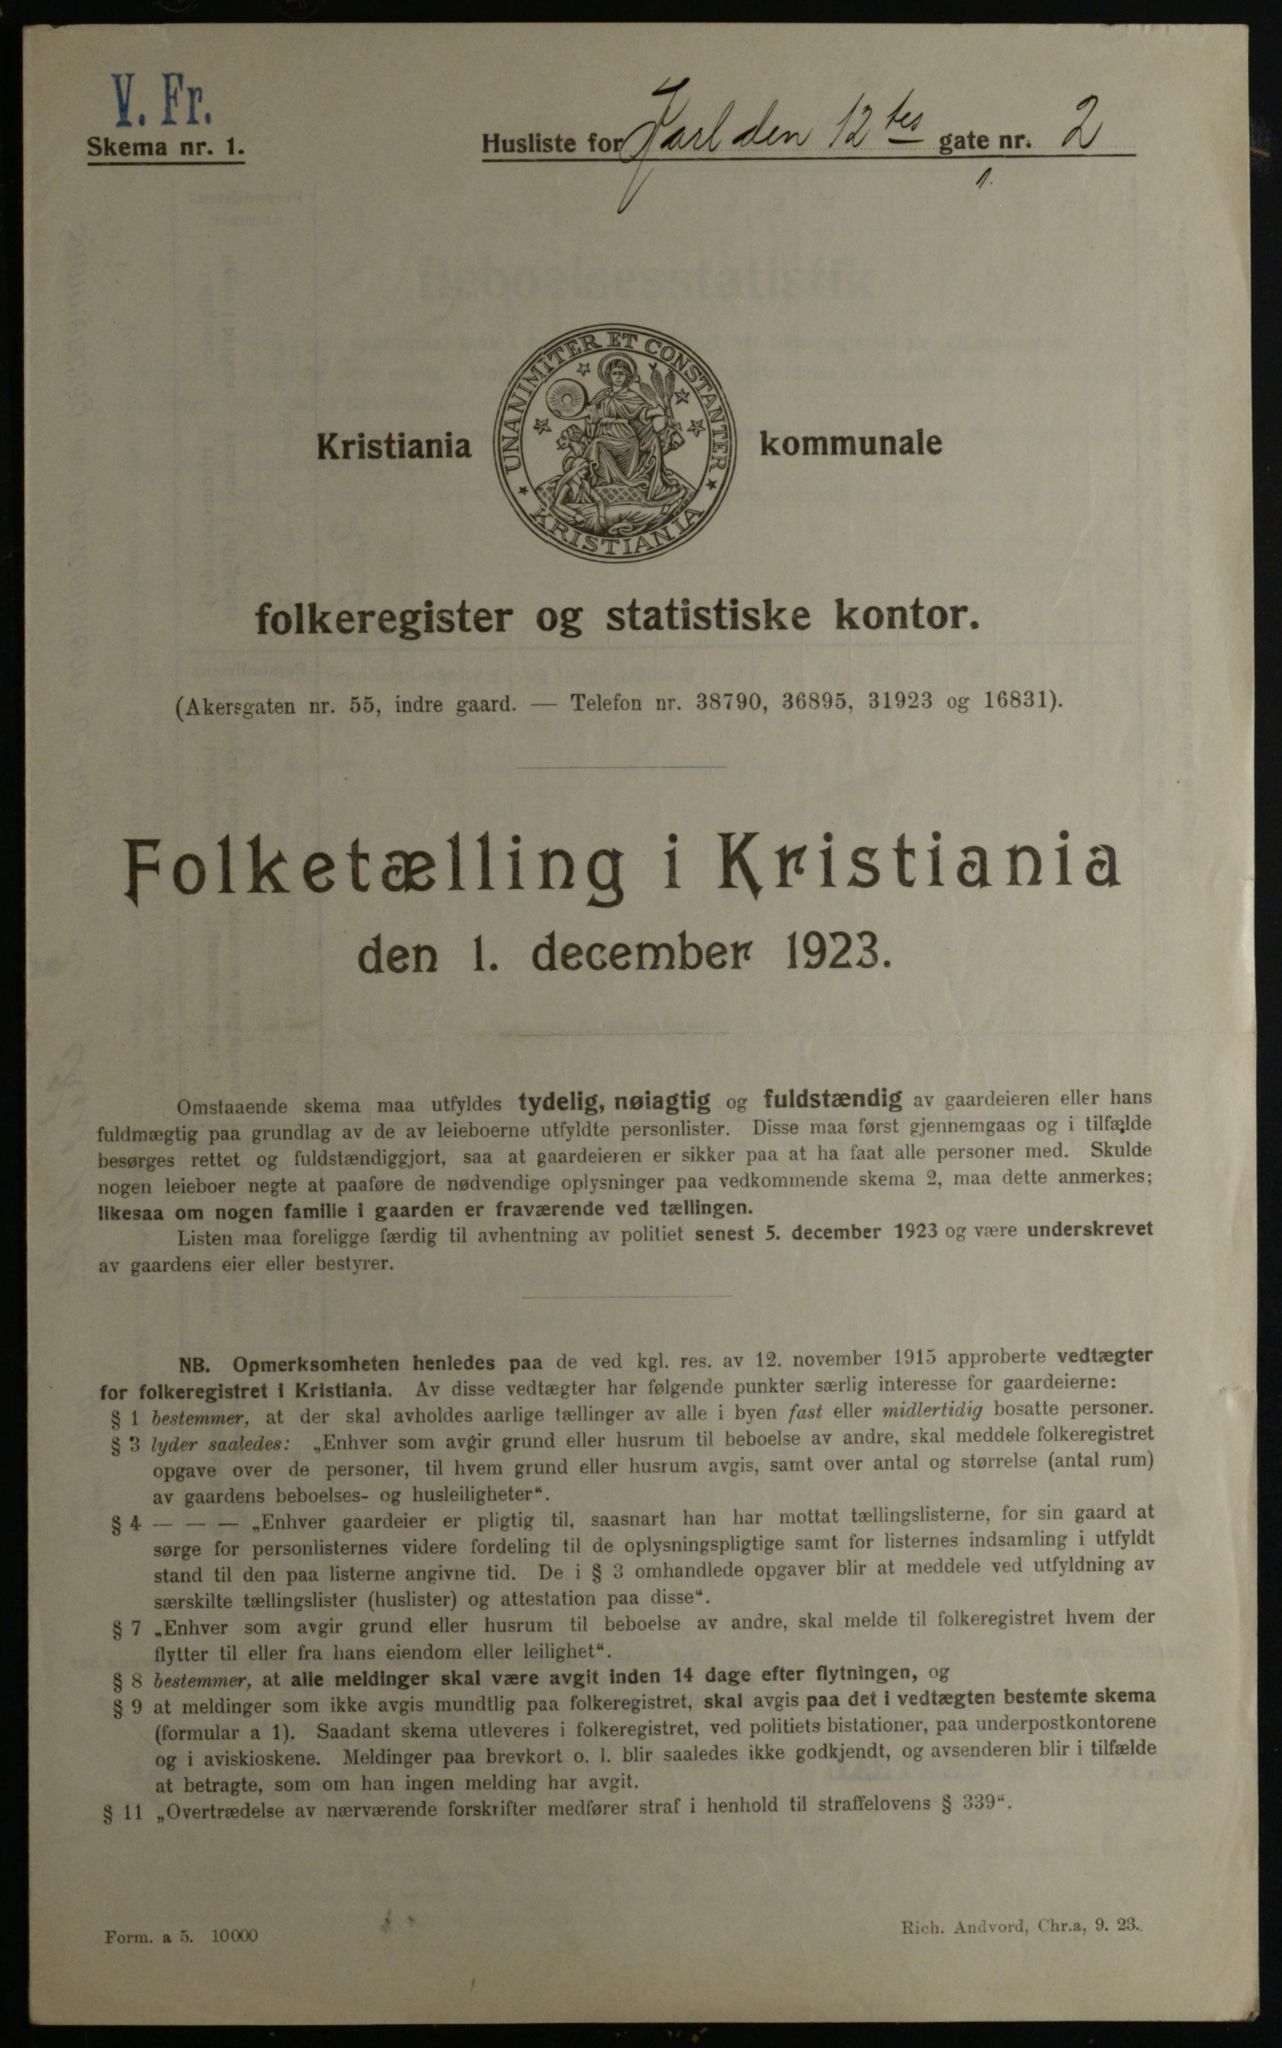 V. Fr.
Skema nr. 1.
Husliste for Karl den 12tes gate nr. 2
UNANIMITER ET CONSTANTER
KRISTIANIA
Kristiania kommunale
folkeregister og statistiske kontor.
(Akersgaten nr. 55, indre gaard. — Telefon nr. 38790, 36895, 31923 og 16831).
Folketælling i Kristiania
den 1. december 1923.
Omstaaende skema maa utfyldes tydelig, nøiagtig og fuldstændig av gaardeieren eller hans
fuldmægtig paa grundlag av de av leieboerne utfyldte personlister. Disse maa først gjennemgaas og i tilfælde
besørges rettet og fuldstændiggjort, saa at gaardeieren er sikker paa at ha faat alle personer med. Skulde
nogen leieboer negte at paaføre de nødvendige oplysninger paa vedkommende skema 2, maa dette anmerkes;
likesaa om nogen familie i gaarden er fraværende ved tællingen.
Listen maa foreligge færdig til avhentning av politiet senest 5. december 1923 og være underskrevet
av gaardens eier eller bestyrer.
NB. Opmerksomheten henledes paa de ved kgl. res. av 12. november 1915 approberte vedtægter
for folkeregistret i Kristiania. Av disse vedtægter har følgende punkter særlig interesse for gaardeierne:
§ 1 bestemmer, at der skal avholdes aarlige tællinger av alle i byen fast eller midlertidig bosatte personer.
§ 3 lyder saaledes: „Enhver som avgir grund eller husrum til beboelse av andre, skal meddele folkeregistret
opgave over de personer, til hvem grund eller husrum avgis, samt over antal og størrelse (antal rum)
av gaardens beboelses- og husleiligheter“.
§ 4 — — — „Enhver gaardeier er pligtig til, saasnart han har mottat tællingslisterne, for sin gaard at
sørge for personlisternes videre fordeling til de oplysningspligtige samt for listernes indsamling i utfyldt
stand til den paa listerne angivne tid. De i § 3 omhandlede opgaver blir at meddele ved utfyldning av
særskilte tællingslister (huslister) og attestation paa disse“.
§ 7 „Enhver som avgir grund eller husrum til beboelse av andre, skal melde til folkeregistret hvem der
flytter til eller fra hans eiendom eller leilighet“.
§ 8 bestemmer, at alle meldinger skal være avgit inden 14 dage efter flytningen, og
§ 9 at meldinger som ikke avgis mundtlig paa folkeregistret, skal avgis paa det i vedtægten bestemte skema
(formular a 1). Saadant skema utleveres i folkeregistret, ved politiets bistationer, paa underpostkontorene
og i aviskioskene. Meldinger paa brevkort o. l. blir saaledes ikke godkjendt, og avsenderen blir i tilfælde
at betragte, som om han ingen melding har avgit.
§ 11 „Overtrædelse av nærværende forskrifter medfører straf i henhold til straffelovens § 339“.
Form. a 5. 10000
Rich. Andvord, Chr.a, 9. 23.